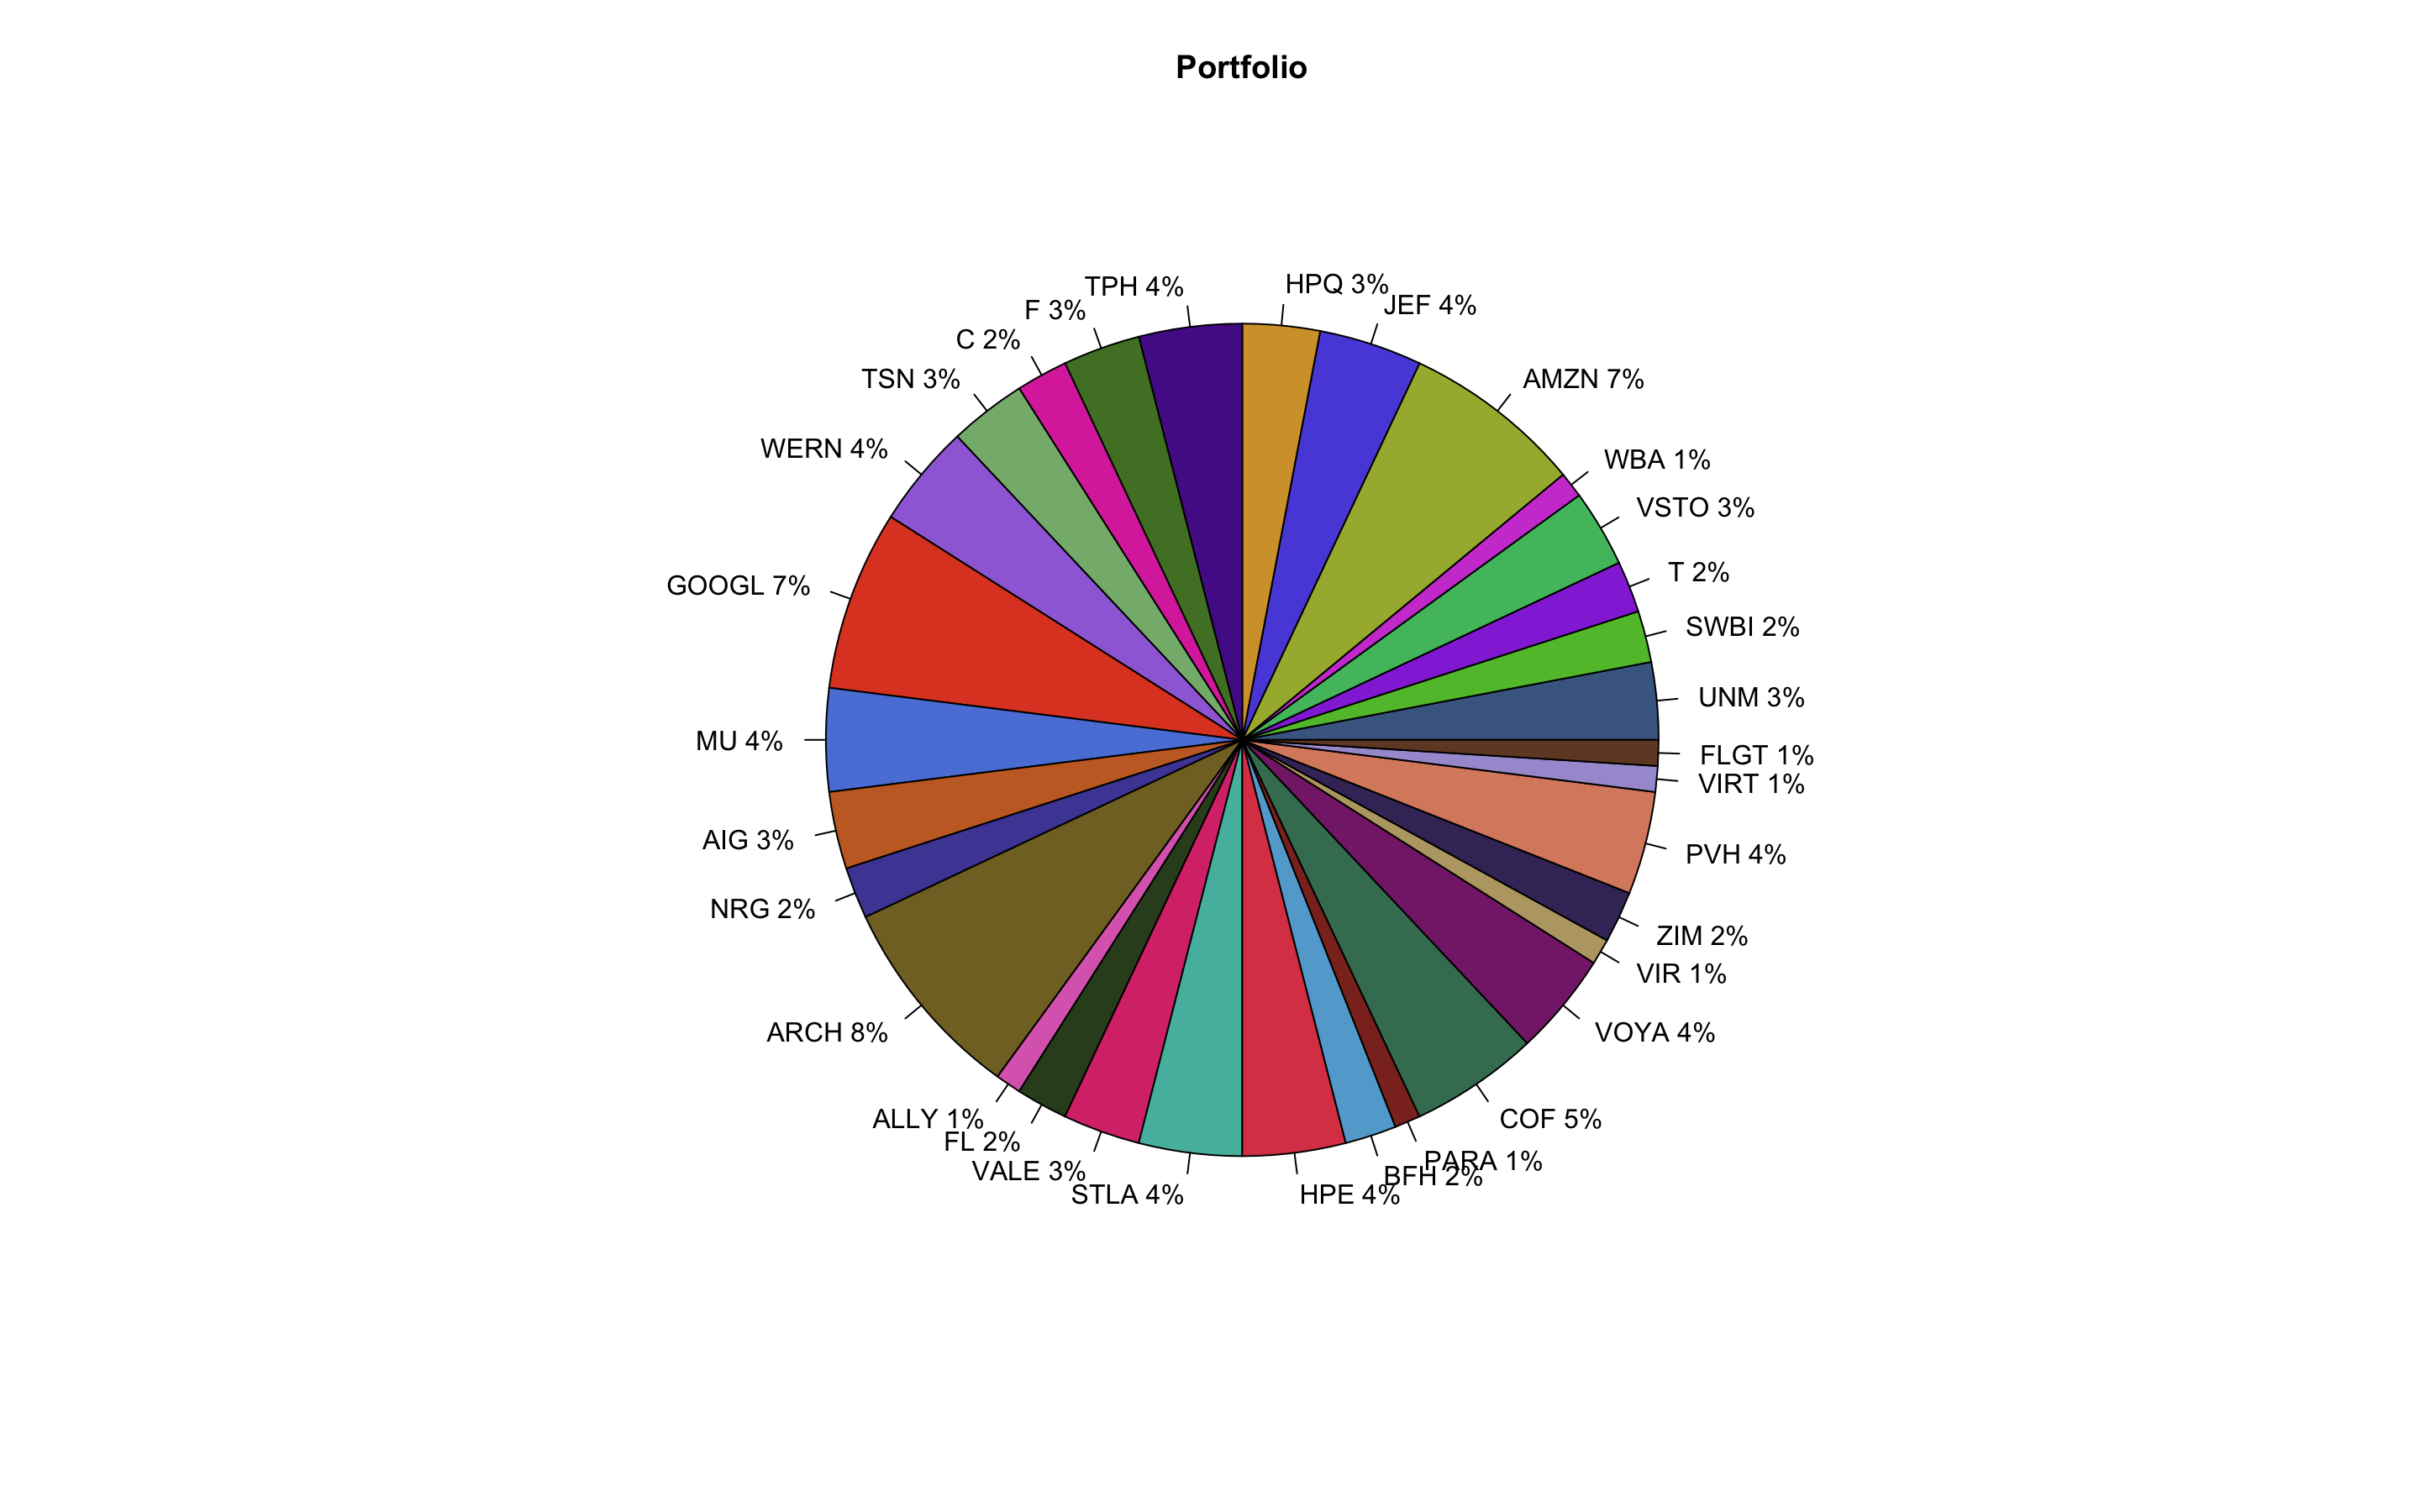 Portfolio
HPQ 3%
JEF 4%
AMZN 7%
WBA 1%
VSTO 3%
T 2%
SWBI 2%
UNM 3%
FLGT 1%
VIRT 1%
PVH 4%
ZIM 2%
VIR 1%
VOYA 4%
COF 5%
PARA 1%
BFH 2%
HPE 4%
STLA 4%
VALE 3%
FL 2%
ALLY 1%
ARCH 8%
NRG 2%
AIG 3%
MU 4%
GOOGL 7%
WERN 4%
TSN 3%
C 2%
F 3%
TPH 4%